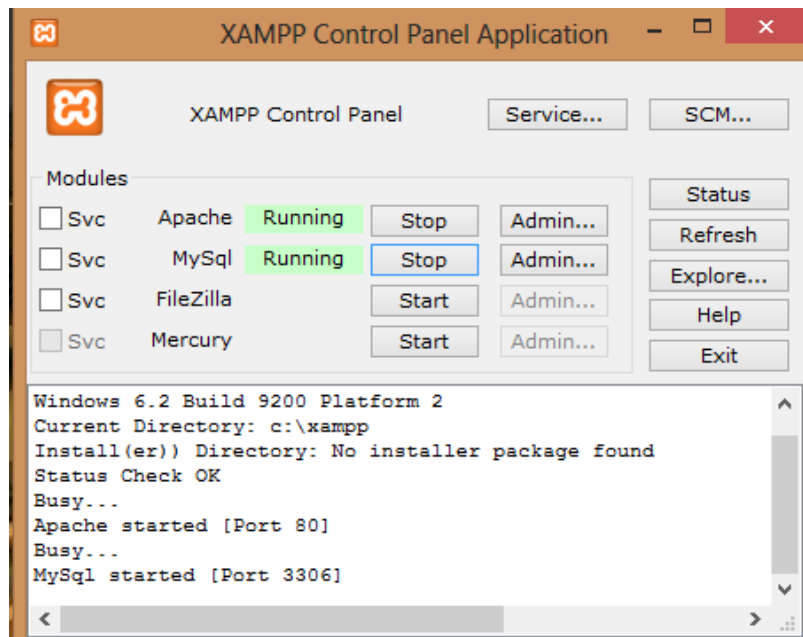 XAMPP Control Panel Application
XAMPP Control Panel Service... SCM...
Modules
Svc Apache Running Stop Admin...
Svc MySql Running Stop Admin...
Svc FileZilla Start Admin...
Svc Mercury Start Admin...
Status
Refresh
Explore...
Help
Exit
Windows 6.2 Build 9200 Platform 2
Current Directory: c:\xampp
Install(er)) Directory: No installer package found
Status Check OK
Busy...
Apache started [Port 80]
Busy...
MySql started [Port 3306]